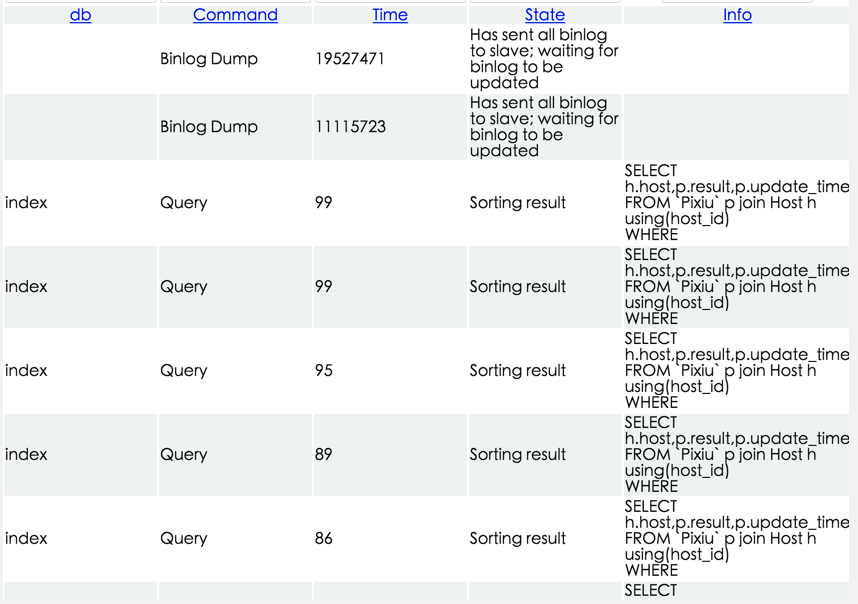 db Command Time State Info
Binlog Dump 19527471 Has sent all binlog
to slave; waiting for
binlog to be
updated
Binlog Dump 11115723 Has sent all binlog
to slave; waiting for
binlog to be
updated
index Query 99 Sorting result SELECT
h.host,p.result,p.update_time
FROM `Pixiu` p join Host h
using(host_id)
WHERE
index Query 99 Sorting result SELECT
h.host,p.result,p.update_time
FROM `Pixiu` p join Host h
using(host_id)
WHERE
index Query 95 Sorting result SELECT
h.host,p.result,p.update_time
FROM `Pixiu` p join Host h
using(host_id)
WHERE
index Query 89 Sorting result SELECT
h.host,p.result,p.update_time
FROM `Pixiu` p join Host h
using(host_id)
WHERE
index Query 86 Sorting result SELECT
h.host,p.result,p.update_time
FROM `Pixiu` p join Host h
using(host_id)
WHERE
SELECT